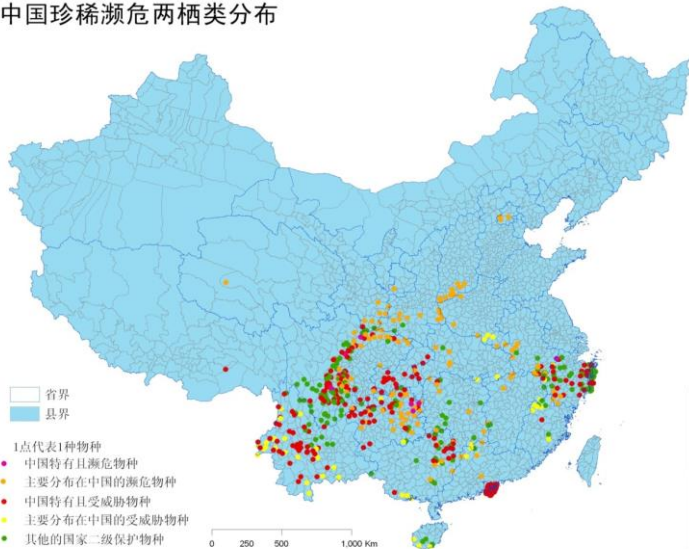 中国珍稀濒危两栖类分布
省界
县界
1点代表1种物种
中国特有且濒危物种
主要分布在中国的濒危物种
中国特有且受威胁物种
主要分布在中国的受威胁物种
其他的国家二级保护物种
0 250 500 1,000 Km